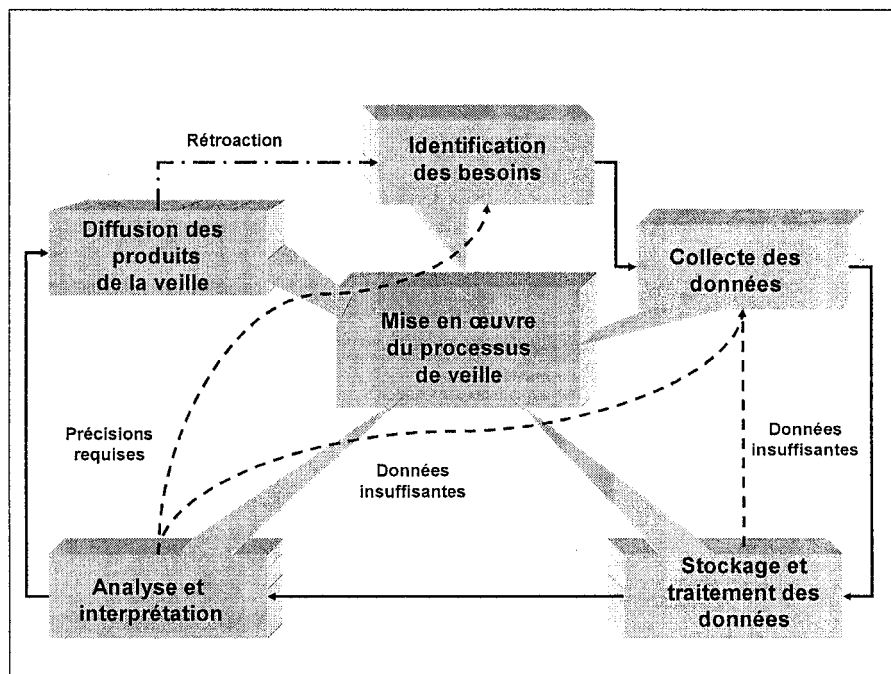 Rétroaction
Identification
des besoins
Diffusion des
produits
de la veille
Collecte des
données
Mise en œuvre
du processus
de veille
Précisions
requises
Données
insuffisantes
Données
insuffisantes
Analyse et
interprétation
Stockage et
traitement des
données